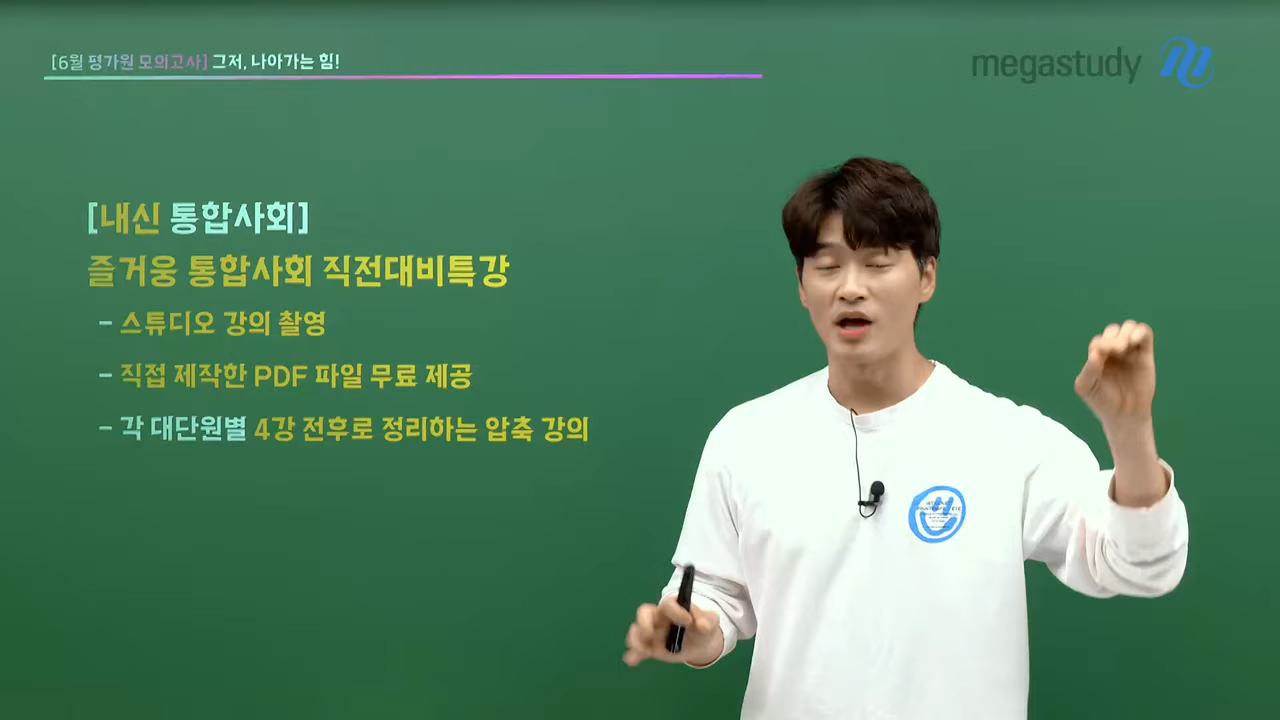 [6월 평가원 모의고사] 그저, 나아가는 힘!
megastudy
[내신 통합사회]
즐거웅 통합사회 직전대비특강
- 스튜디오 강의 촬영
- 직접 제작한 PDF 파일 무료 제공
- 각 대단원별 4강 전후로 정리하는 압축 강의